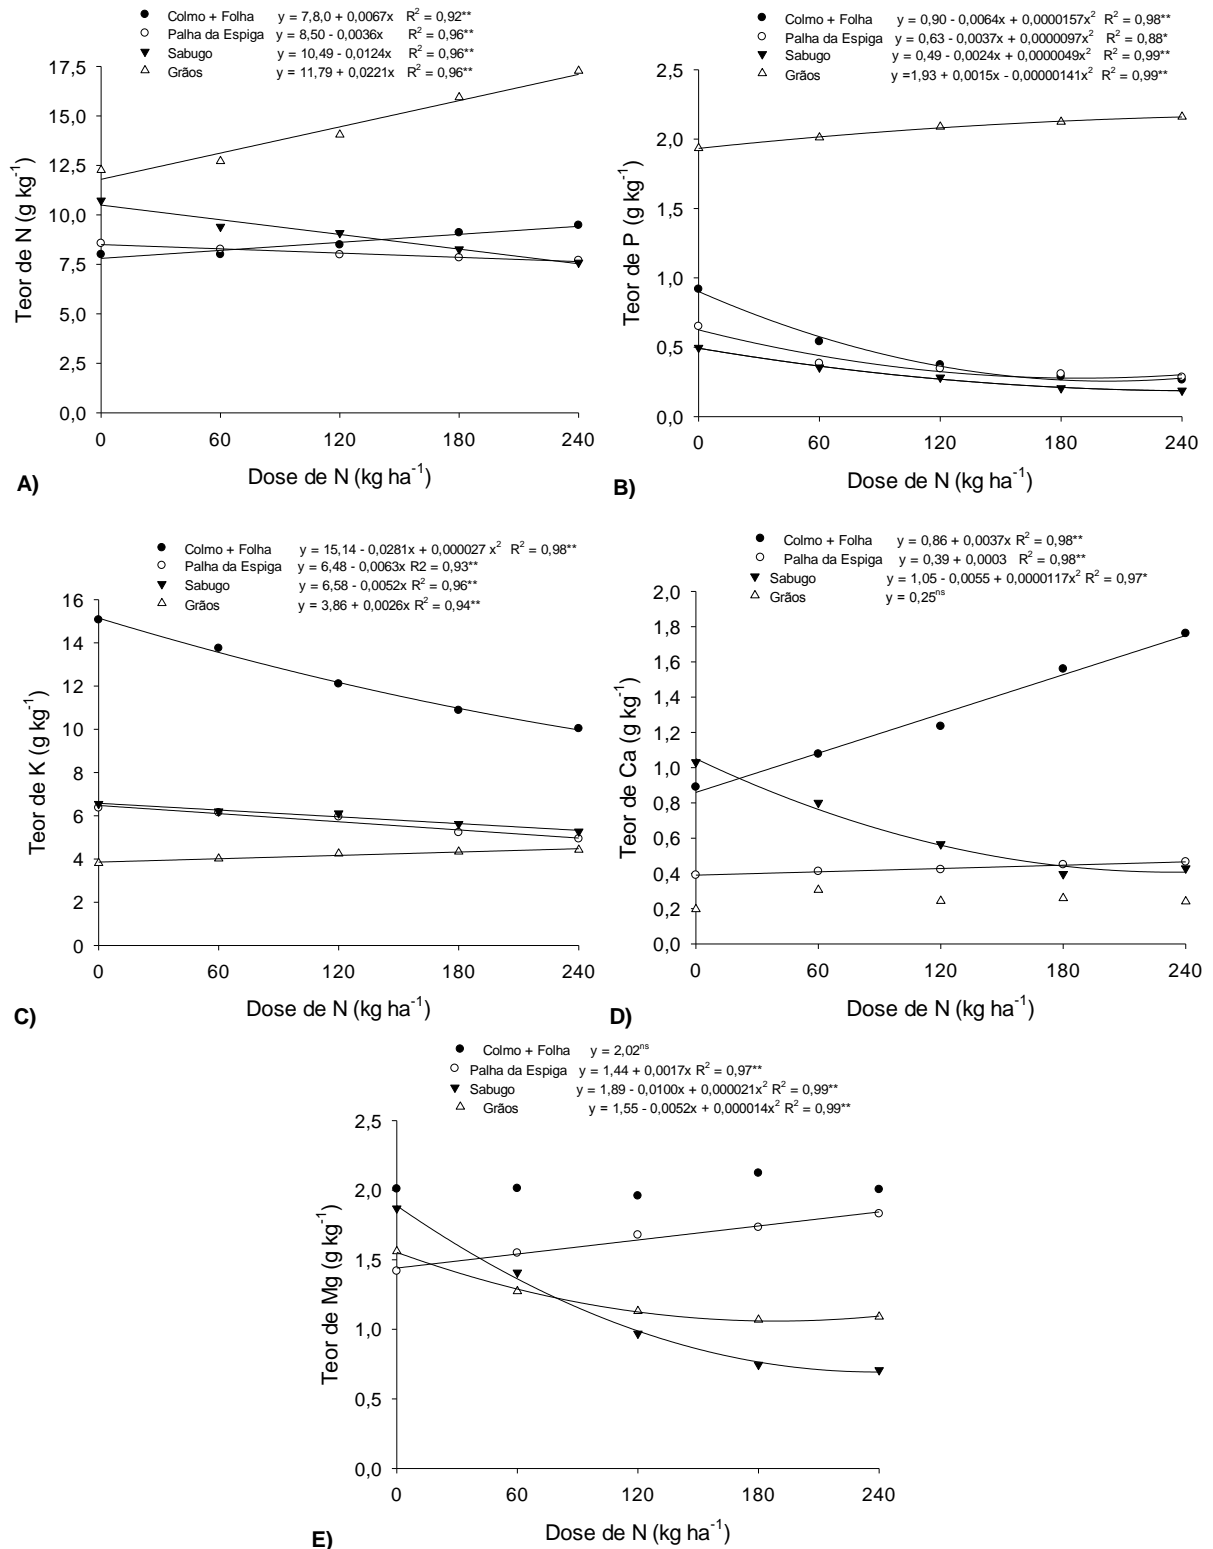 Colmo + Folha y = 7,8,0 + 0,0067x R² = 0,92**
Palha da Espiga y = 8,50 - 0,0036x R² = 0,96**
Sabugo y = 10,49 - 0,0124x R² = 0,96**
Grãos y = 11,79 + 0,0221x R² = 0,96**
17,5
15,0
12,5
10,0
7,5
5,0
2,5
0,0
Teor de N (g kg⁻¹)
0 60 120 180 240
Dose de N (kg ha⁻¹)
A)
Colmo + Folha y = 0,90 - 0,0064x + 0,0000157x² R² = 0,98**
Palha da Espiga y = 0,63 - 0,0037x + 0,0000097x² R² = 0,88*
Sabugo y = 0,49 - 0,0024x + 0,0000049x² R² = 0,99**
Grãos y =1,93 + 0,0015x - 0,00000141x² R² = 0,99**
2,5
2,0
1,5
1,0
0,5
0,0
Teor de P (g kg⁻¹)
0 60 120 180 240
Dose de N (kg ha⁻¹)
B)
Colmo + Folha y = 15,14 - 0,0281x + 0,000027 x² R² = 0,98**
Palha da Espiga y = 6,48 - 0,0063x R2 = 0,93**
Sabugo y = 6,58 - 0,0052x R² = 0,96**
Grãos y = 3,86 + 0,0026x R² = 0,94**
16
14
12
10
8
6
4
2
0
Teor de K (g kg⁻¹)
0 60 120 180 240
Dose de N (kg ha⁻¹)
C)
Colmo + Folha y = 0,86 + 0,0037x R² = 0,98**
Palha da Espiga y = 0,39 + 0,0003 R² = 0,98**
Sabugo y = 1,05 - 0,0055 + 0,0000117x² R² = 0,97*
Grãos y = 0,25ⁿˢ
2,0
1,8
1,6
1,4
1,2
1,0
0,8
0,6
0,4
0,2
0,0
Teor de Ca (g kg⁻¹)
0 60 120 180 240
Dose de N (kg ha⁻¹)
D)
Colmo + Folha y = 2,02ⁿˢ
Palha da Espiga y = 1,44 + 0,0017x R² = 0,97**
Sabugo y = 1,89 - 0,0100x + 0,000021x² R² = 0,99**
Grãos y = 1,55 - 0,0052x + 0,000014x² R² = 0,99**
2,5
2,0
1,5
1,0
0,5
0,0
Teor de Mg (g kg⁻¹)
0 60 120 180 240
Dose de N (kg ha⁻¹)
E)